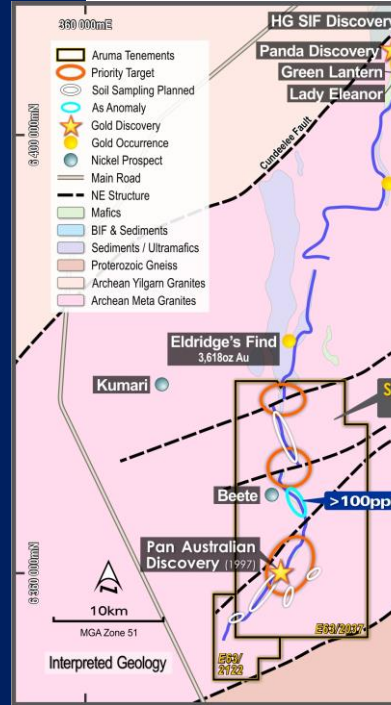 360 000mE
HG SIF Discovery
Panda Discovery
Green Lantern
Lady Eleanor
Aruma Tenements
Priority Target
Soil Sampling Planned
As Anomaly
Gold Discovery
Gold Occurrence
Nickel Prospect
Main Road
NE Structure
Mafics
BIF & Sediments
Sediments / Ultramafics
Proterozoic Gneiss
Archean Yilgarn Granites
Archean Meta Granites
6 400 000mN
Cundeelee Fault
Eldridge's Find
3,618oz Au
Kumari
S
Beete
>100pp
Pan Australian
Discovery (1997)
6 360 000mN
10km
MGA Zone 51
Interpreted Geology
E63/2037
E63/
2122